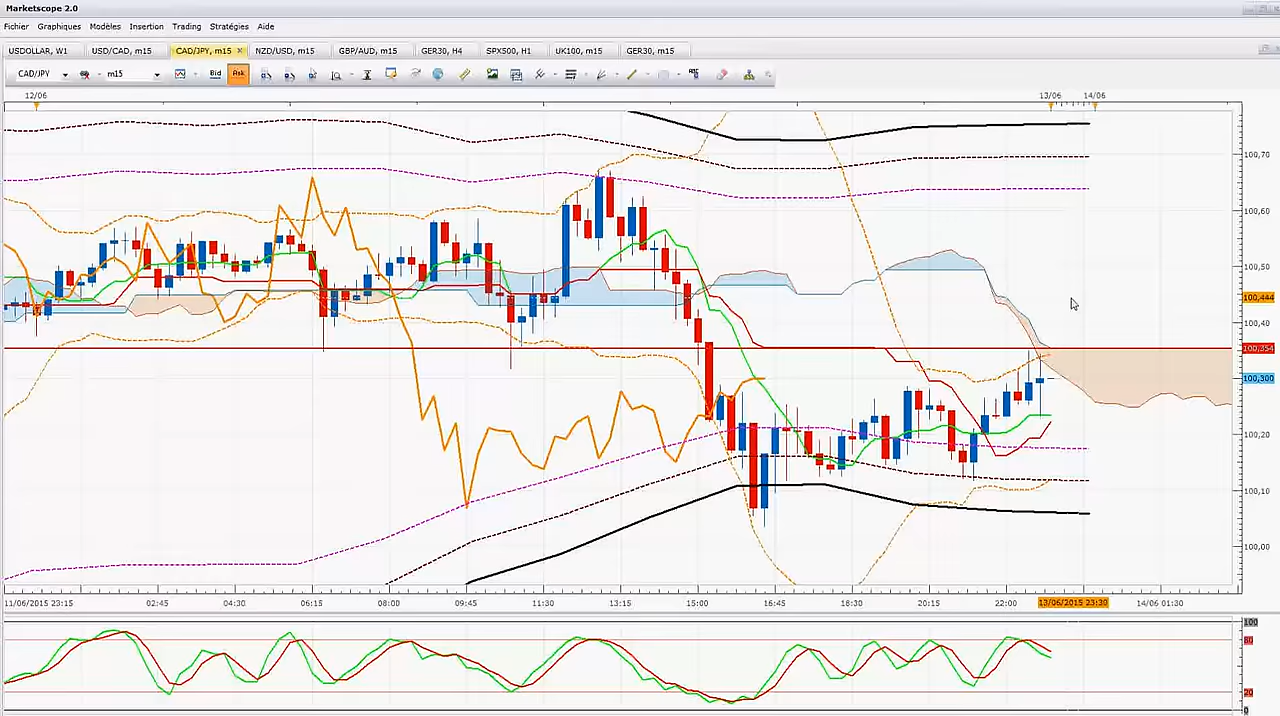 Marketscope 2.0
Fichier Graphiques Modèles Insertion Trading Stratégies Aide
USDOLLAR, W1 USD/CAD, m15 CAD/JPY, m15 × NZD/USD, m15 GBP/AUD, m15 GER30, H4 SPX500, H1 UK100, m15 GER30, m15
CAD/JPY m15 Bid Ask
12/06 13/06 14/06
100,70
100,60
100,50
100,444
100,40
100,354
100,300
100,20
100,10
100,00
11/06/2015 23:15 02:45 04:30 06:15 08:00 09:45 11:30 13:15 15:00 16:45 18:30 20:15 22:00 13/06/2015 23:30 14/06 01:30
100
80
20
0